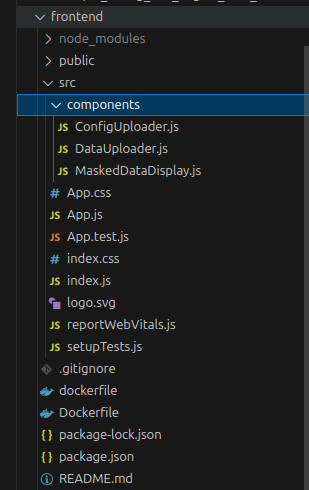 frontend
node_modules
public
src
components
JS ConfigUploader.js
JS DataUploader.js
JS MaskedDataDisplay.js
# App.css
JS App.js
JS App.test.js
# index.css
JS index.js
logo.svg
JS reportWebVitals.js
JS setupTests.js
.gitignore
dockerfile
Dockerfile
{} package-lock.json
{} package.json
README.md